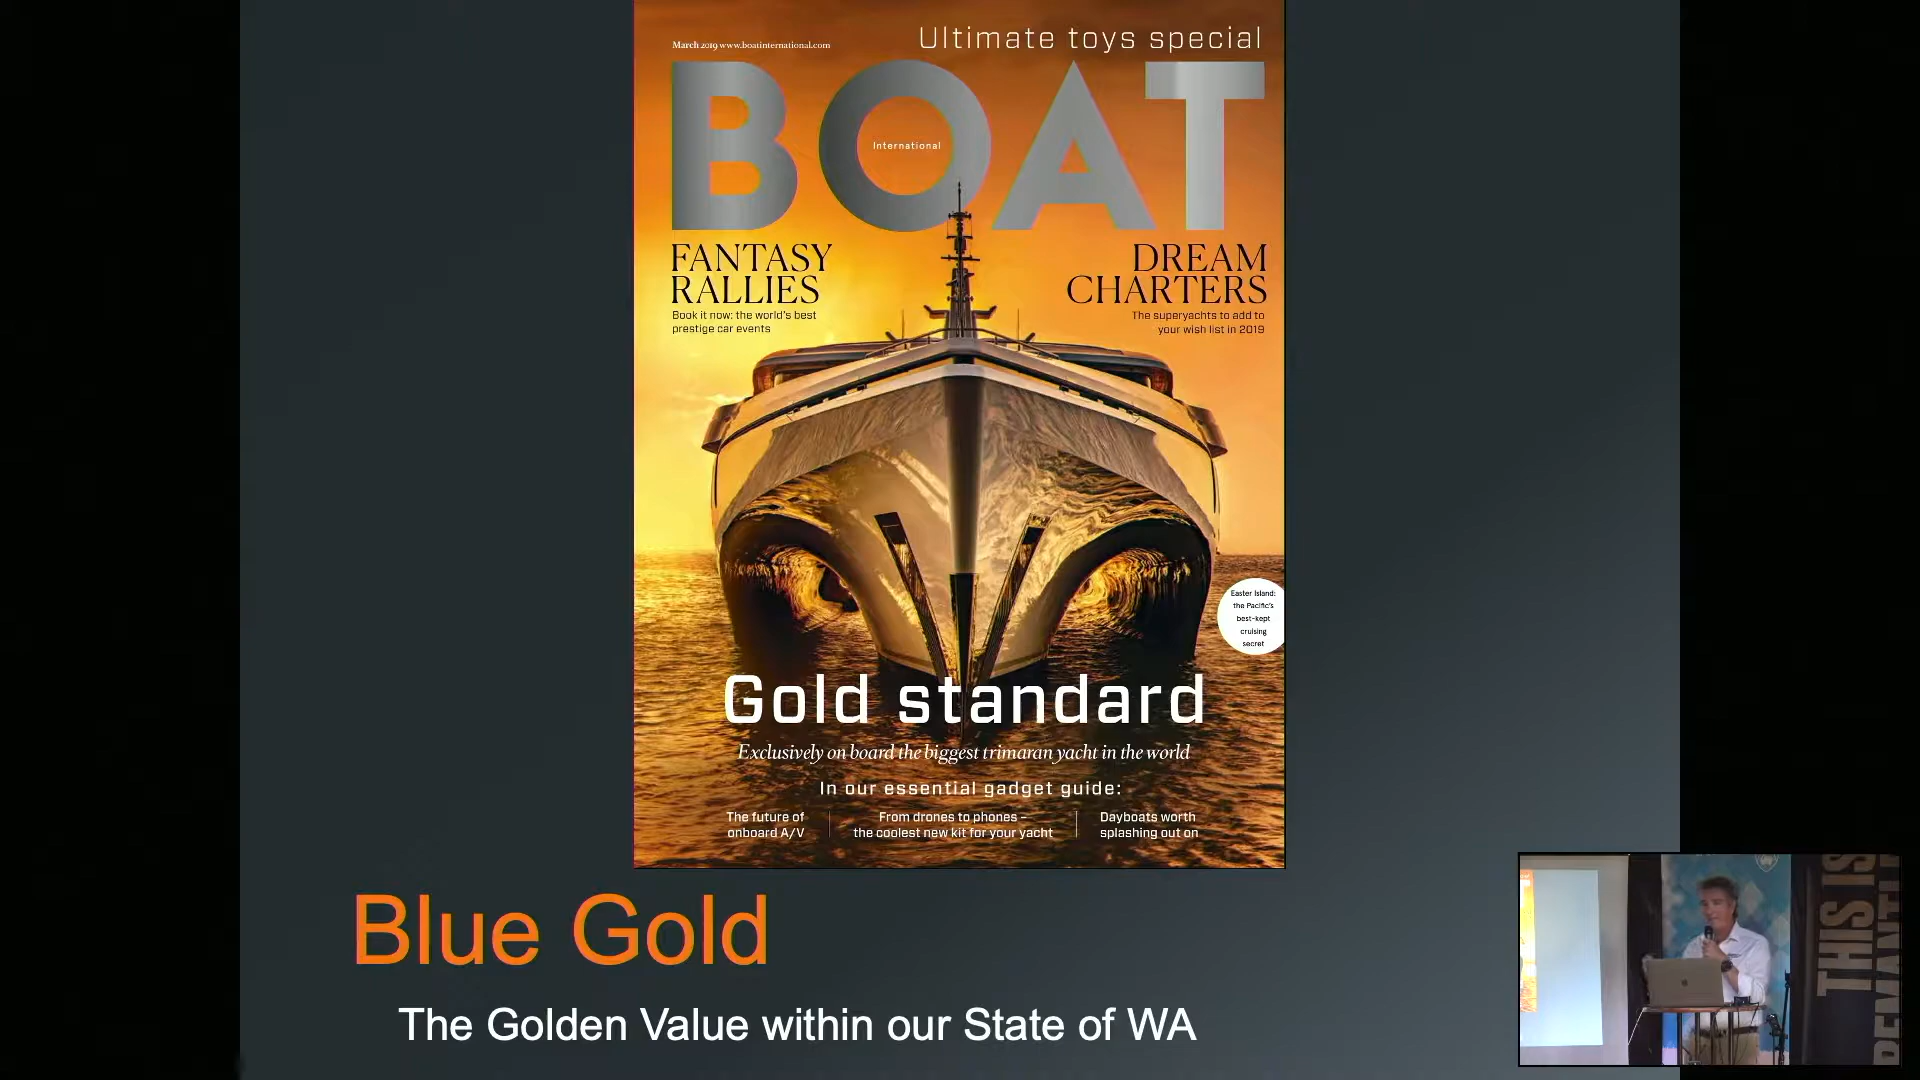 March 2019 www.boatinternational.com
Ultimate toys special
BOAT
International
FANTASY
RALLIES
Book it now: the world's best
prestige car events
DREAM
CHARTERS
The superyachts to add to
your wish list in 2019
Easter Island:
the Pacific's
best-kept
cruising
secret
Gold standard
Exclusively on board the biggest trimaran yacht in the world
In our essential gadget guide:
The future of
onboard A/V
From drones to phones –
the coolest new kit for your yacht
Dayboats worth
splashing out on
Blue Gold
The Golden Value within our State of WA
THIS IS